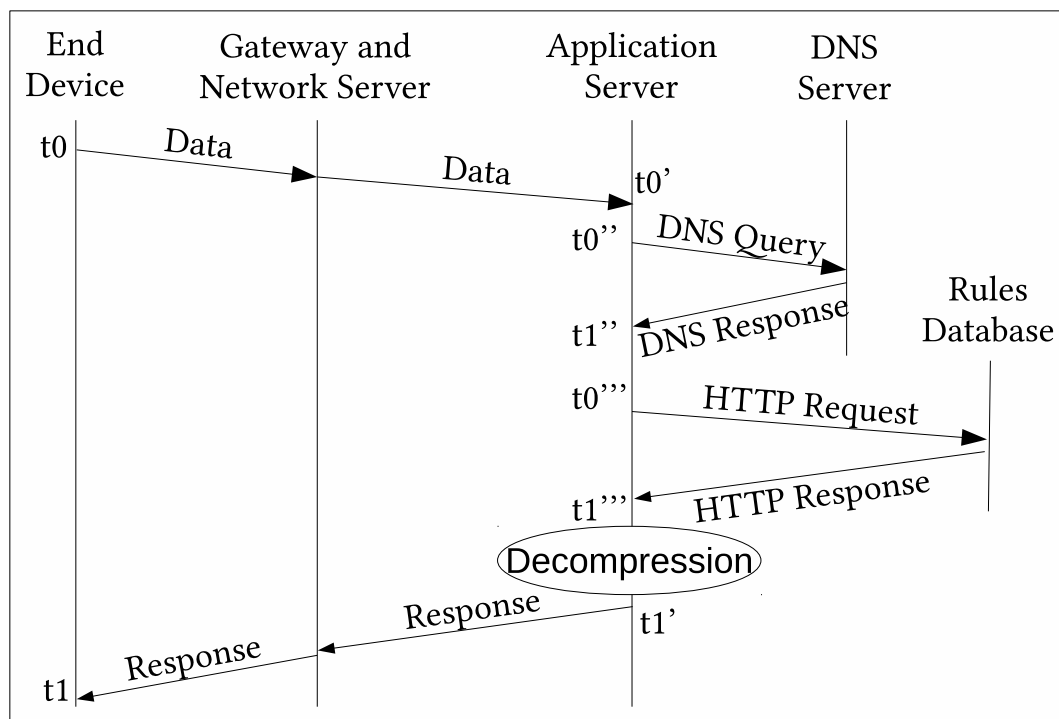 End
Device
Gateway and
Network Server
Application
Server
DNS
Server
t0
Data
Data
t0'
t0''
DNS Query
t1''
DNS Response
Rules
Database
t0'''
HTTP Request
t1'''
HTTP Response
Decompression
Response
t1'
Response
t1